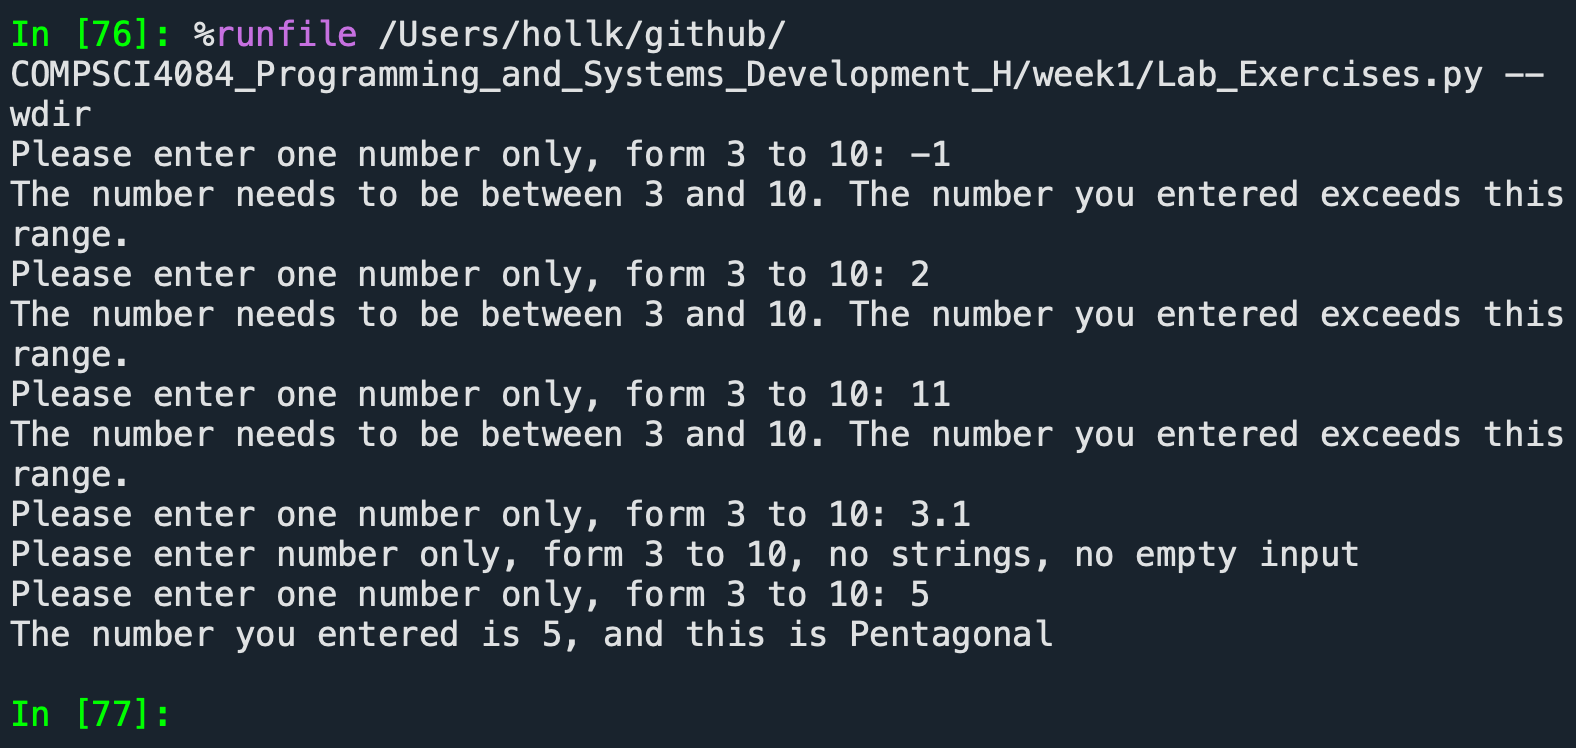 In [76]: %runfile /Users/hollk/github/
COMPSCI4084_Programming_and_Systems_Development_H/week1/Lab_Exercises.py --
wdir
Please enter one number only, form 3 to 10: -1
The number needs to be between 3 and 10. The number you entered exceeds this
range.
Please enter one number only, form 3 to 10: 2
The number needs to be between 3 and 10. The number you entered exceeds this
range.
Please enter one number only, form 3 to 10: 11
The number needs to be between 3 and 10. The number you entered exceeds this
range.
Please enter one number only, form 3 to 10: 3.1
Please enter number only, form 3 to 10, no strings, no empty input
Please enter one number only, form 3 to 10: 5
The number you entered is 5, and this is Pentagonal
In [77]: